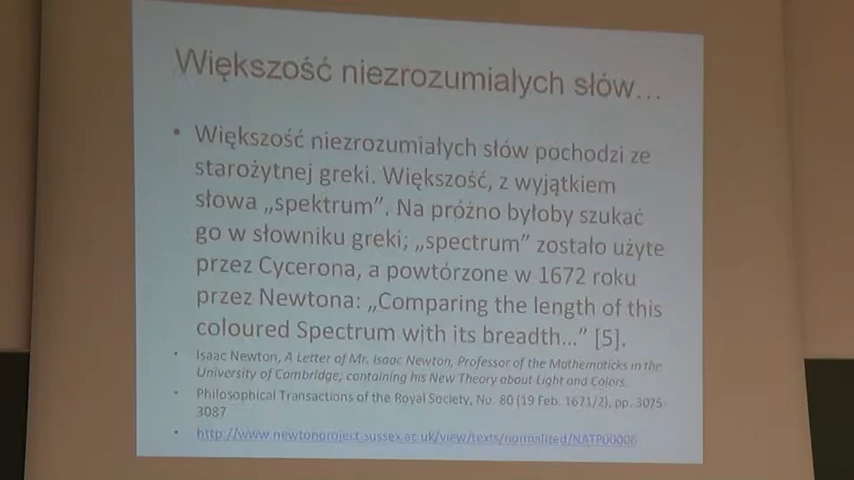 Większość niezrozumiałych słów...
• Większość niezrozumiałych słów pochodzi ze
starożytnej greki. Większość, z wyjątkiem
słowa „spektrum”. Na próżno byłoby szukać
go w słowniku greki; „spectrum” zostało użyte
przez Cycerona, a powtórzone w 1672 roku
przez Newtona: „Comparing the length of this
coloured Spectrum with its breadth...” [5].
• Isaac Newton, A Letter of Mr. Isaac Newton, Professor of the Mathematicks in the
University of Cambridge; containing his New Theory about Light and Colors.
• Philosophical Transactions of the Royal Society, No. 80 (19 Feb. 1671/2), pp. 3075-
3087
• http://www.newtonproject.sussex.ac.uk/view/texts/normalized/NATP00006